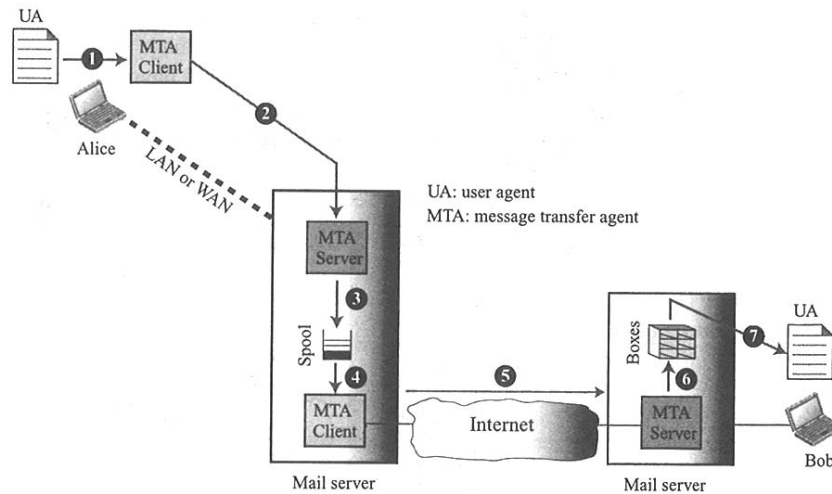 UA
1
MTA
Client
2
Alice
LAN or WAN
UA: user agent
MTA: message transfer agent
MTA
Server
3
Spool
4
MTA
Client
5
Internet
Boxes
6
MTA
Server
7
UA
Bob
Mail server
Mail server